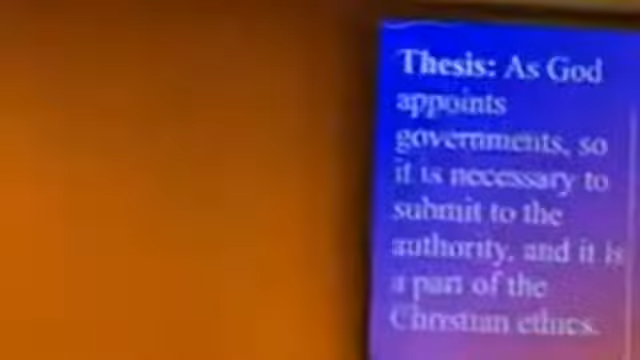 Thesis: As God
appoints
governments, so
it is necessary to
submit to the
authority, and it is
a part of the
Christian ethics.